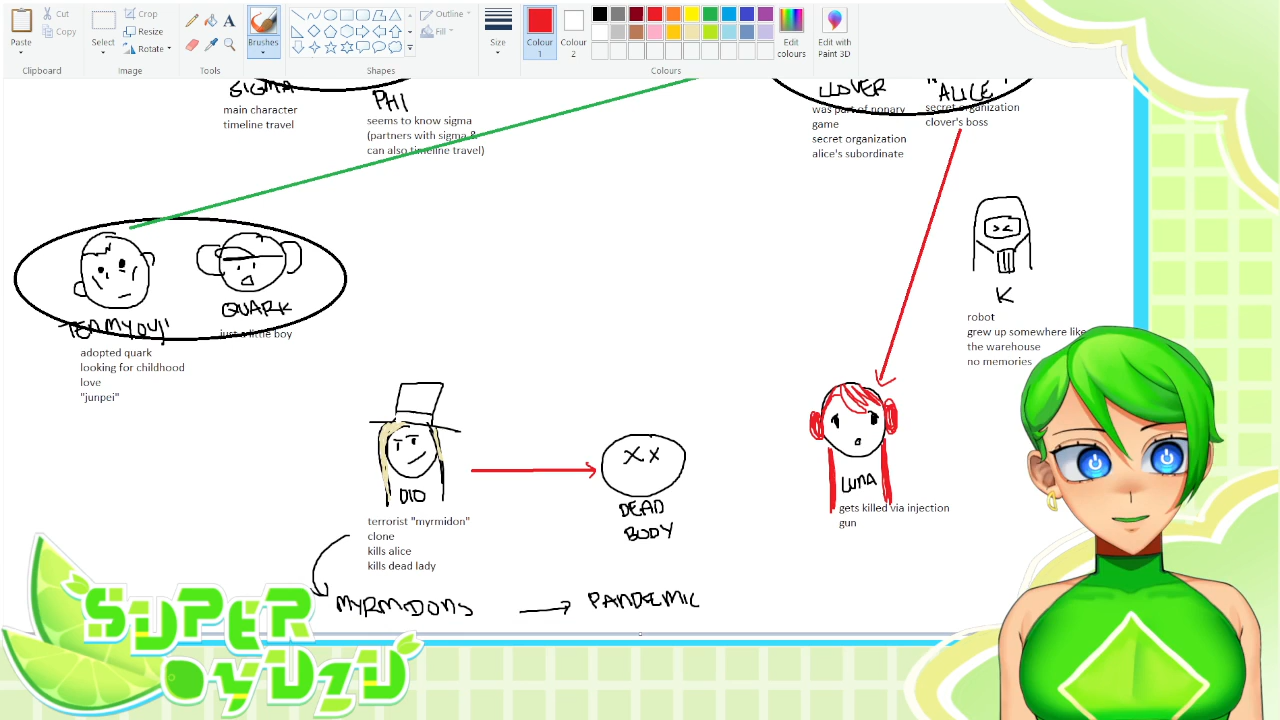 Paste
Cut
Copy
Clipboard
Select
Crop
Resize
Rotate
Image
A
Tools
Brushes
Shapes
Outline
Fill
Size
Colour
1
Colour
2
Edit
colours
Colours
Edit with
Paint 3D
SIGMA
main character
timeline travel
PHI
seems to know sigma
(partners with sigma &
can also timeline travel)
CLOVER
was part of nonary
game
secret organization
alice's subordinate
ALICE
secret organization
clover's boss
TENMYOUJI
adopted quark
looking for childhood
love
"junpei"
QUARK
just a little boy
K
robot
grew up somewhere like
the warehouse
no memories
DIO
terrorist "myrmidon"
clone
kills alice
kills dead lady
DEAD
BODY
LUNA
gets killed via injection
gun
MYRMIDONS
PANDEMIC
SUPER
OYUZU